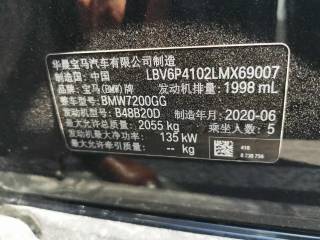 华晨宝马汽车有限公司制造
制造国：中国 LBV6P4102LMX69007
品牌：宝马(BMW)牌 发动机排量：1998 mL
整车型号：BMW7200GG
发动机型号：B48B20D 制造年月：2020-06
最大允许总质量：2055 kg 乘坐人数：5
发动机最大净功率：135 kW
最大允许牵引质量：-- kg